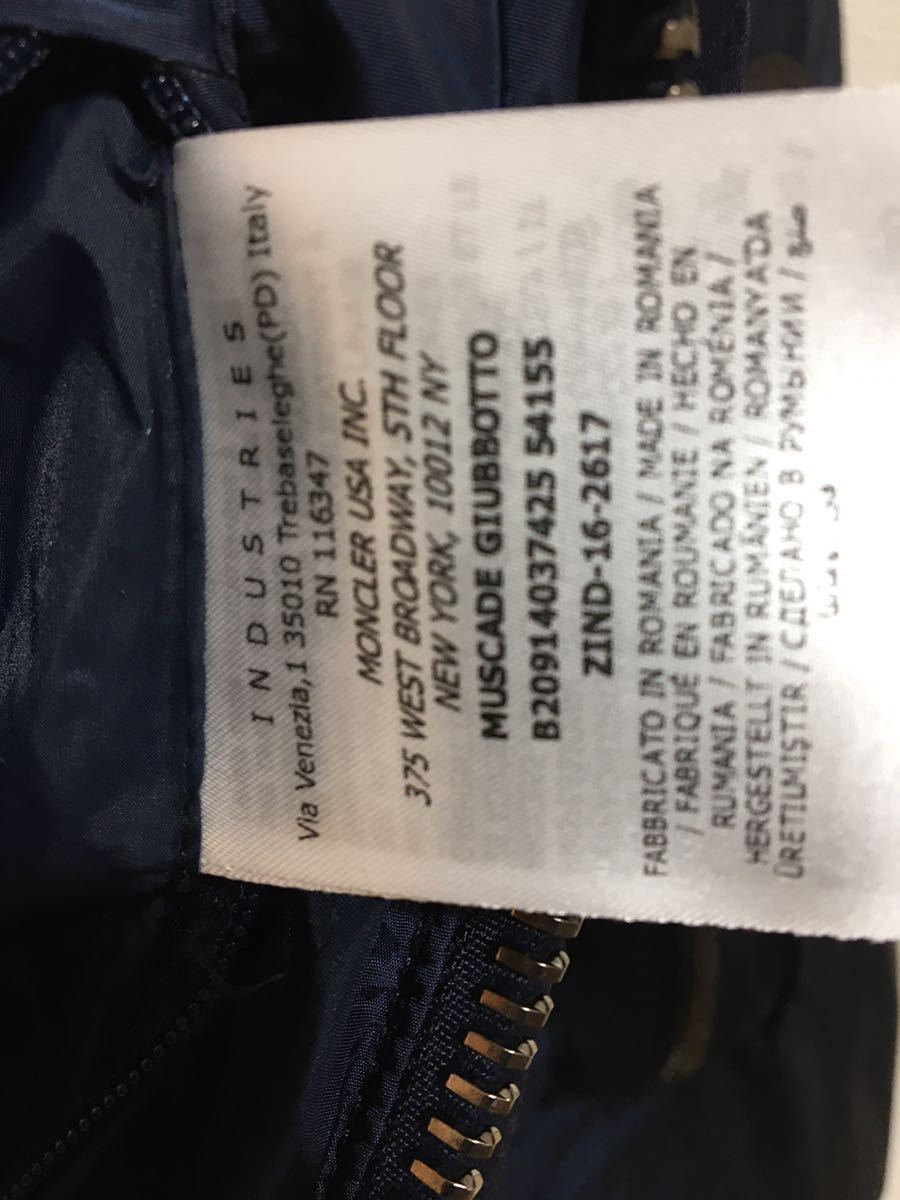 INDUSTRIES
Via Venezia,1 35010 Trebaseleghe(PD) Italy
RN 116347
MONCLER USA INC.
375 WEST BROADWAY, 5TH FLOOR
NEW YORK, 10012 NY
MUSCADE GIUBBOTTO
B20914037425 54155
ZIND-16-2617
FABBRICATO IN ROMANIA / MADE IN ROMANIA
/ FABRIQUÉ EN ROUMANIE / HECHO EN
RUMANIA / FABRICADO NA ROMÉNIA /
HERGESTELLT IN RUMÄNIEN / ROMANYA'DA
ÜRETILMIŞTIR / СДЕЛАНО В РУМЫНИИ /